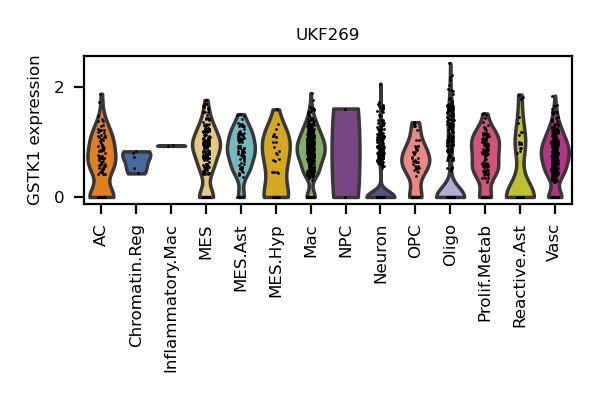 UKF269
GSTK1 expression
2
0
AC
Chromatin.Reg
Inflammatory.Mac
MES
MES.Ast
MES.Hyp
Mac
NPC
Neuron
OPC
Oligo
Prolif.Metab
Reactive.Ast
Vasc